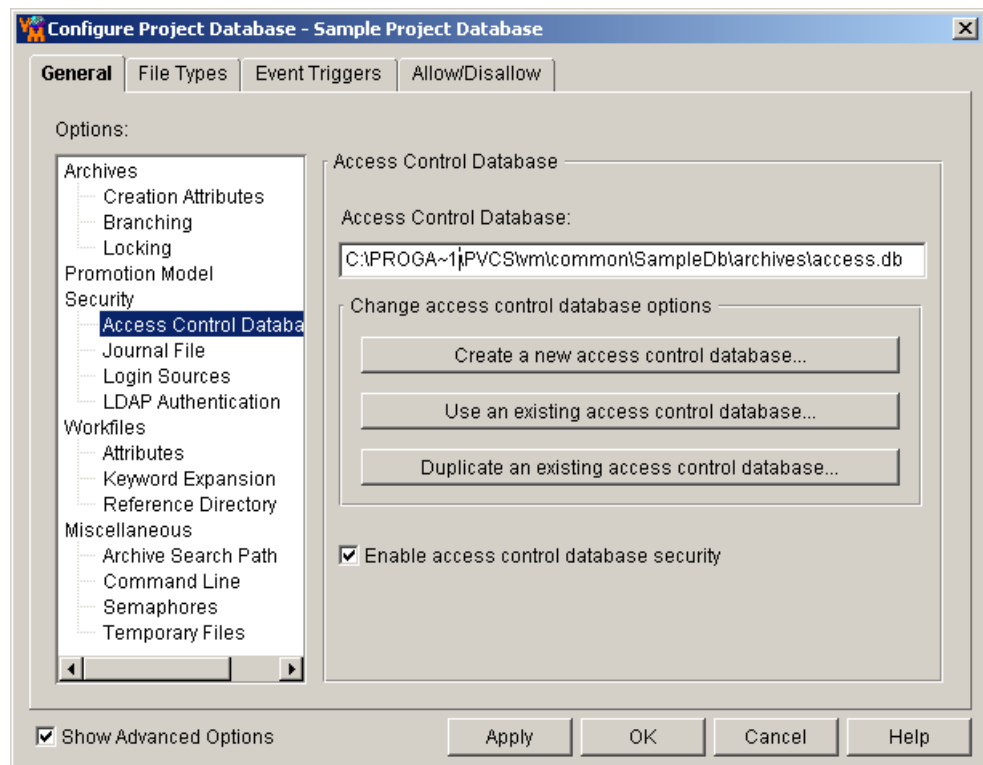 Configure Project Database - Sample Project Database
General File Types Event Triggers Allow/Disallow
Options:
Archives
Creation Attributes
Branching
Locking
Promotion Model
Security
Access Control Databa
Journal File
Login Sources
LDAP Authentication
Workfiles
Attributes
Keyword Expansion
Reference Directory
Miscellaneous
Archive Search Path
Command Line
Semaphores
Temporary Files
Access Control Database
Access Control Database:
C:\PROGA~1\PVCS\vm\common\SampleDb\archives\access.db
Change access control database options
Create a new access control database...
Use an existing access control database...
Duplicate an existing access control database...
Enable access control database security
Show Advanced Options
Apply OK Cancel Help